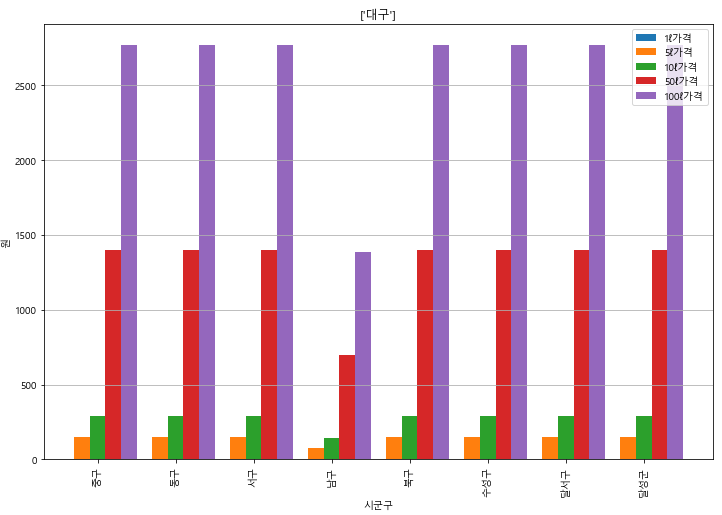 ['대구']
1ℓ가격
5ℓ가격
10ℓ가격
50ℓ가격
100ℓ가격
2500
2000
1500
1000
500
0
원
중구
동구
서구
남구
북구
수성구
달서구
달성군
시군구